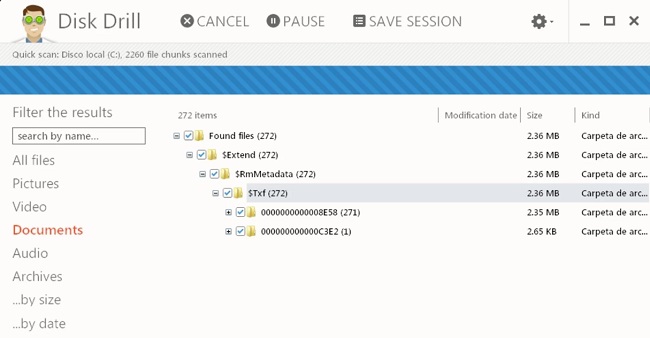 Disk Drill
CANCEL
PAUSE
SAVE SESSION
Quick scan: Disco local (C:), 2260 file chunks scanned
Filter the results
search by name...
All files
Pictures
Video
Documents
Audio
Archives
...by size
...by date
272 items Modification date Size Kind
Found files (272) 2.36 MB Carpeta de arc...
$Extend (272) 2.36 MB Carpeta de arc...
$RmMetadata (272) 2.36 MB Carpeta de arc...
$Txf (272) 2.36 MB Carpeta de arc...
0000000000008E58 (271) 2.35 MB Carpeta de arc...
000000000000C3E2 (1) 2.65 KB Carpeta de arc...